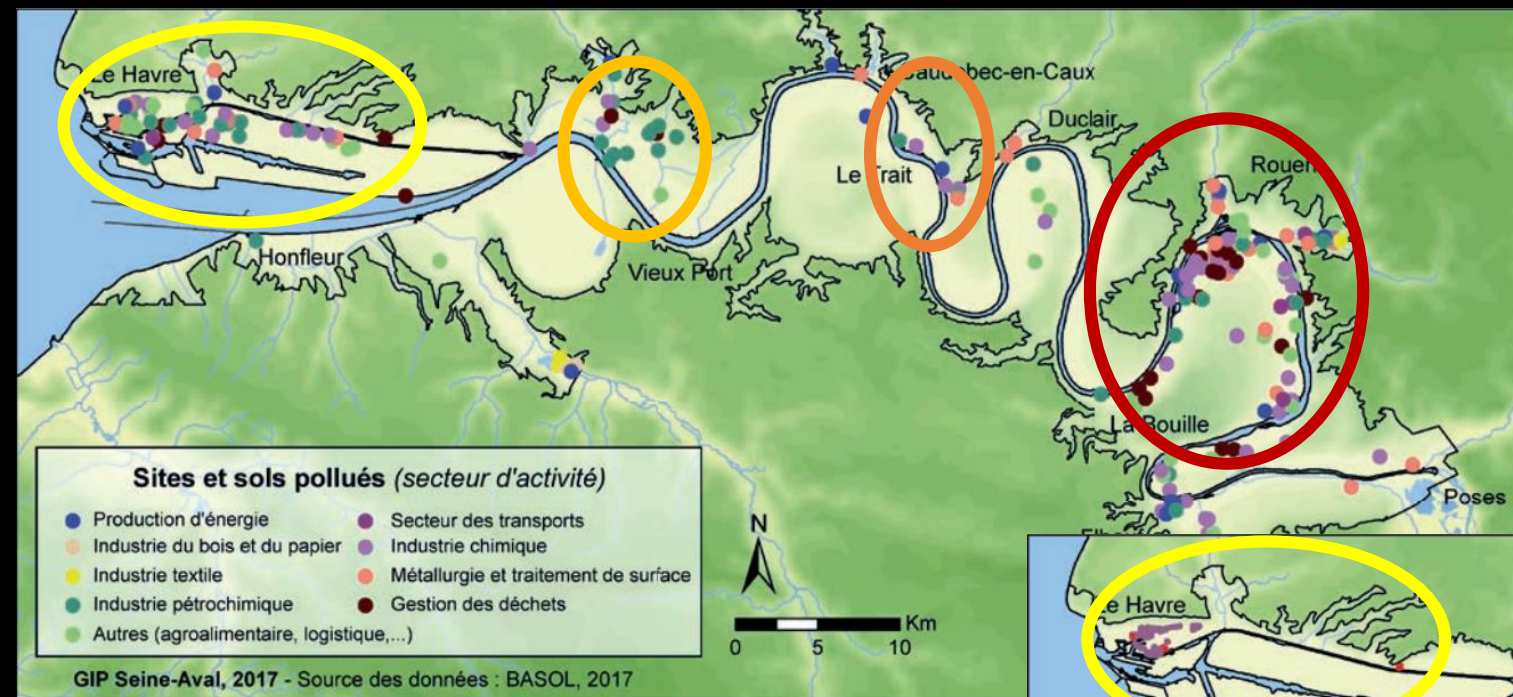 Le Havre
Caudebec-en-Caux
Duclair
Rouen
Le Trait
Honfleur
Vieux Port
La Bouille
Poses
Sites et sols pollués (secteur d'activité)
Production d'énergie
Secteur des transports
Industrie du bois et du papier
Industrie chimique
Industrie textile
Métallurgie et traitement de surface
Industrie pétrochimique
Gestion des déchets
Autres (agroalimentaire, logistique,...)
N
Km
0 5 10
GIP Seine-Aval, 2017 - Source des données : BASOL, 2017
Le Havre